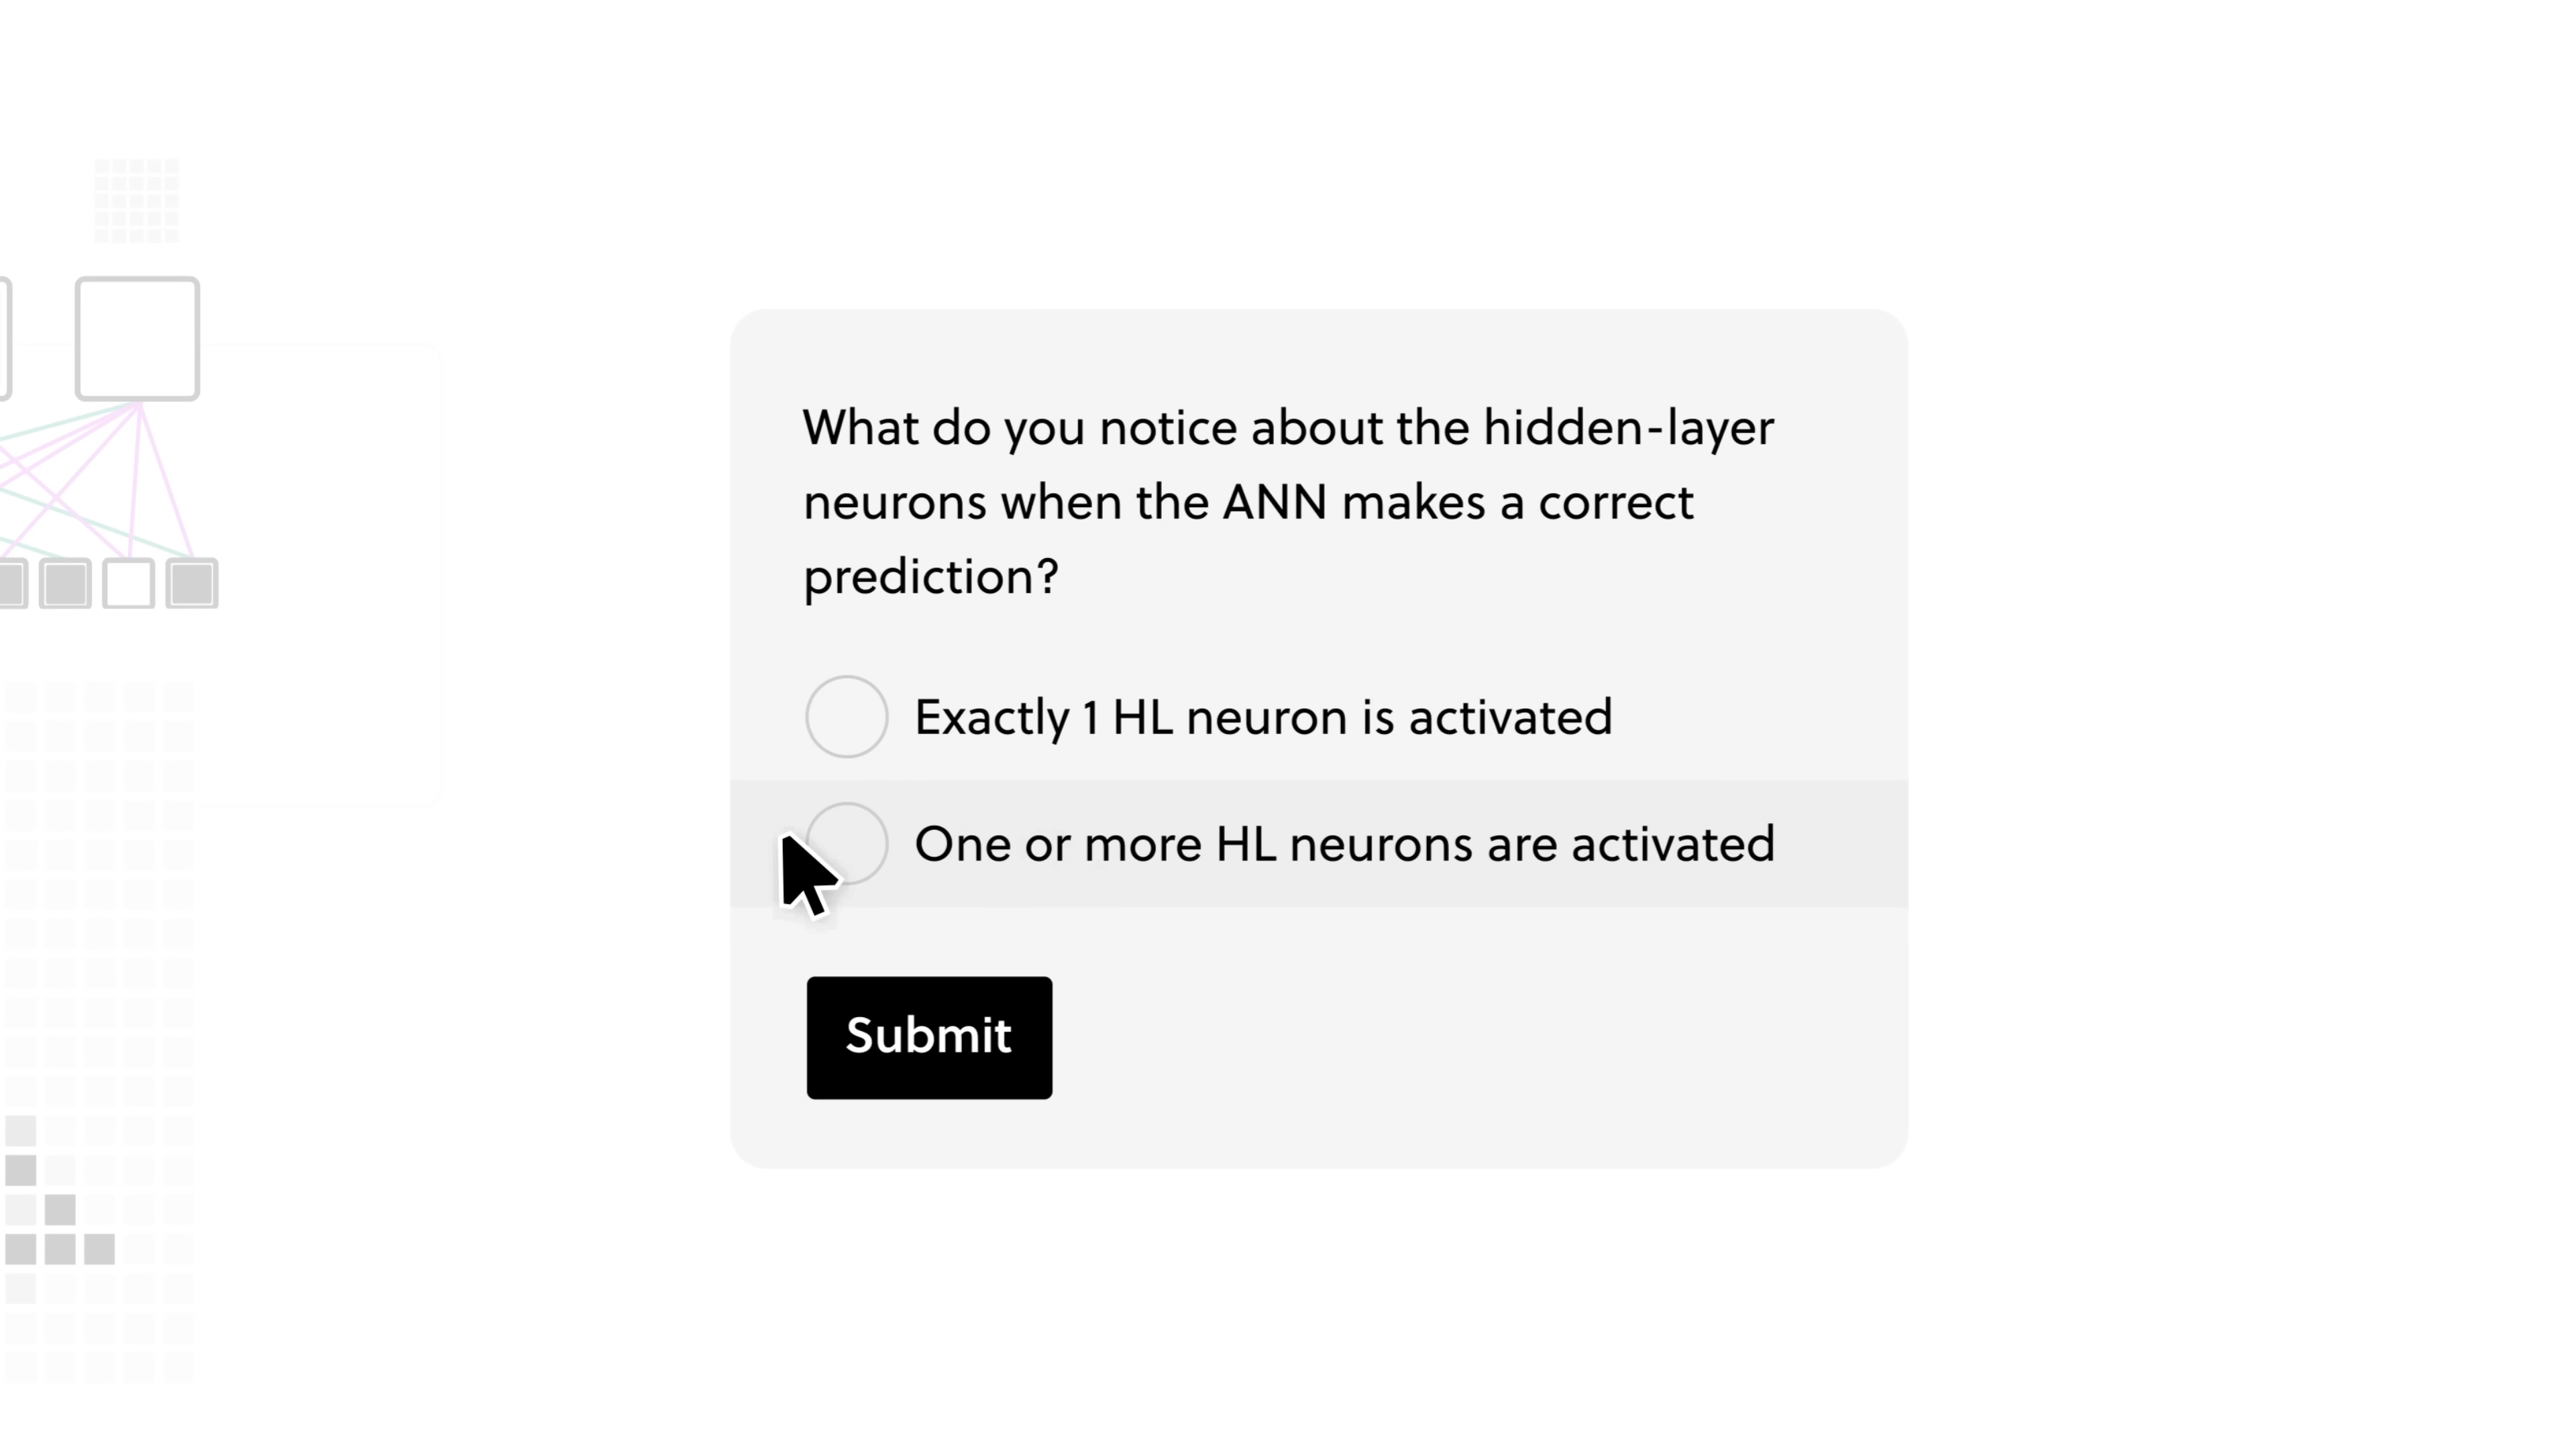 What do you notice about the hidden-layer
neurons when the ANN makes a correct
prediction?
Exactly 1 HL neuron is activated
One or more HL neurons are activated
Submit